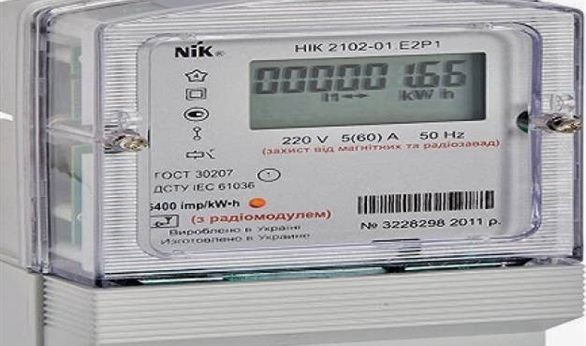 NiK®
НІК 2102-01.E2P1
00000 1.66
kW h
220 V 5(60) A 50 Hz
(захист від магнітних та радіозавад)
ГОСТ 30207
ДСТУ IEC 61036
6400 imp/kW•h
(з радіомодулем)
Вироблено в Україні
Изготовлено в Украине
№ 3228298 2011 р.